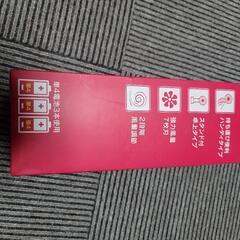 持ち運び便利
ハンディタイプ
スタンド付
卓上タイプ
強力風量
7枚刃
2段階
風量調節
単4電池3本使用